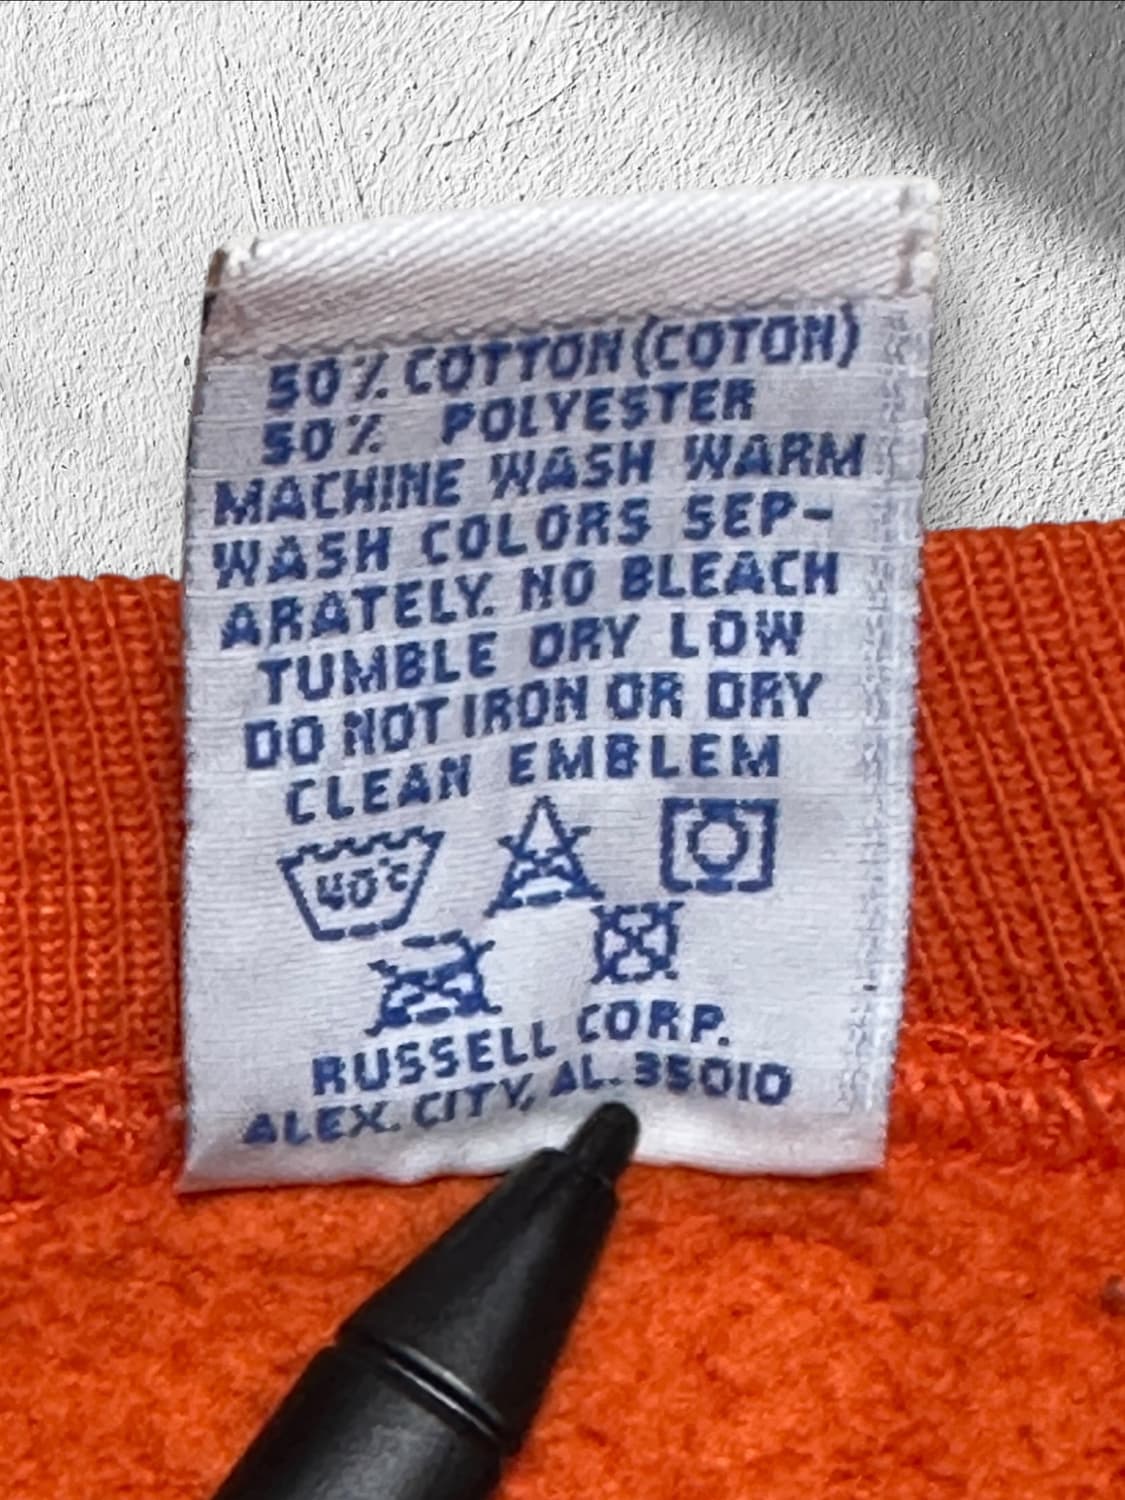 50% COTTON (COTON)
50% POLYESTER
MACHINE WASH WARM
WASH COLORS SEP-
ARATELY. NO BLEACH
TUMBLE DRY LOW
DO NOT IRON OR DRY
CLEAN EMBLEM
40°C
RUSSELL CORP.
ALEX. CITY, AL. 35010